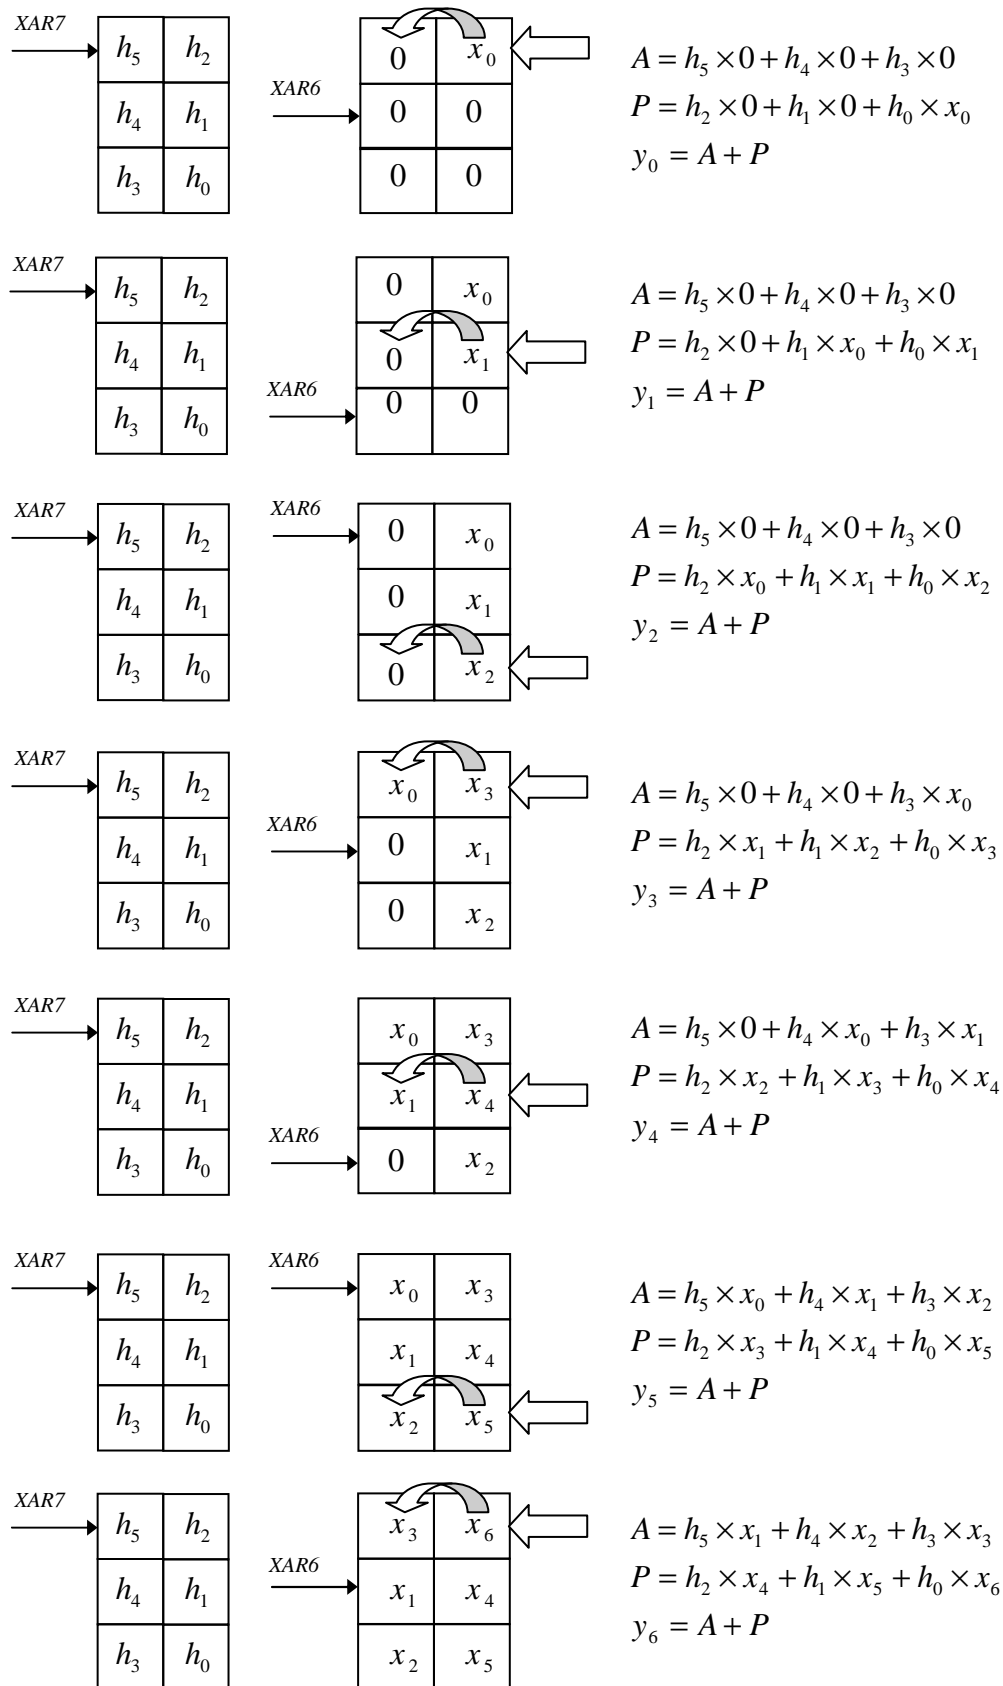 XAR7
h₅ h₂ 0 x₀
A = h₅ × 0 + h₄ × 0 + h₃ × 0
XAR6
h₄ h₁ 0 0
P = h₂ × 0 + h₁ × 0 + h₀ × x₀
h₃ h₀ 0 0
y₀ = A + P
XAR7
h₅ h₂ 0 x₀
A = h₅ × 0 + h₄ × 0 + h₃ × 0
h₄ h₁ 0 x₁
P = h₂ × 0 + h₁ × x₀ + h₀ × x₁
XAR6
h₃ h₀ 0 0
y₁ = A + P
XAR7 XAR6
h₅ h₂ 0 x₀
A = h₅ × 0 + h₄ × 0 + h₃ × 0
h₄ h₁ 0 x₁
P = h₂ × x₀ + h₁ × x₁ + h₀ × x₂
h₃ h₀ 0 x₂
y₂ = A + P
XAR7
h₅ h₂ x₀ x₃
A = h₅ × 0 + h₄ × 0 + h₃ × x₀
XAR6
h₄ h₁ 0 x₁
P = h₂ × x₁ + h₁ × x₂ + h₀ × x₃
h₃ h₀ 0 x₂
y₃ = A + P
XAR7
h₅ h₂ x₀ x₃
A = h₅ × 0 + h₄ × x₀ + h₃ × x₁
h₄ h₁ x₁ x₄
P = h₂ × x₂ + h₁ × x₃ + h₀ × x₄
XAR6
h₃ h₀ 0 x₂
y₄ = A + P
XAR7 XAR6
h₅ h₂ x₀ x₃
A = h₅ × x₀ + h₄ × x₁ + h₃ × x₂
h₄ h₁ x₁ x₄
P = h₂ × x₃ + h₁ × x₄ + h₀ × x₅
h₃ h₀ x₂ x₅
y₅ = A + P
XAR7
h₅ h₂ x₃ x₆
A = h₅ × x₁ + h₄ × x₂ + h₃ × x₃
XAR6
h₄ h₁ x₁ x₄
P = h₂ × x₄ + h₁ × x₅ + h₀ × x₆
h₃ h₀ x₂ x₅
y₆ = A + P